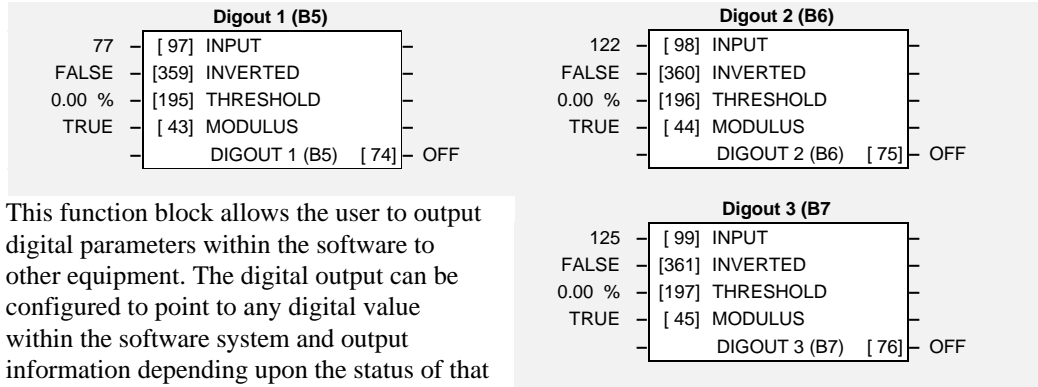 Digout 1 (B5)
77 – [ 97] INPUT –
FALSE – [359] INVERTED –
0.00 % – [195] THRESHOLD –
TRUE – [ 43] MODULUS –
– DIGOUT 1 (B5) [ 74] – OFF
Digout 2 (B6)
122 – [ 98] INPUT –
FALSE – [360] INVERTED –
0.00 % – [196] THRESHOLD –
TRUE – [ 44] MODULUS –
– DIGOUT 2 (B6) [ 75] – OFF
This function block allows the user to output
digital parameters within the software to
other equipment. The digital output can be
configured to point to any digital value
within the software system and output
information depending upon the status of that
Digout 3 (B7
125 – [ 99] INPUT –
FALSE – [361] INVERTED –
0.00 % – [197] THRESHOLD –
TRUE – [ 45] MODULUS –
– DIGOUT 3 (B7) [ 76] – OFF